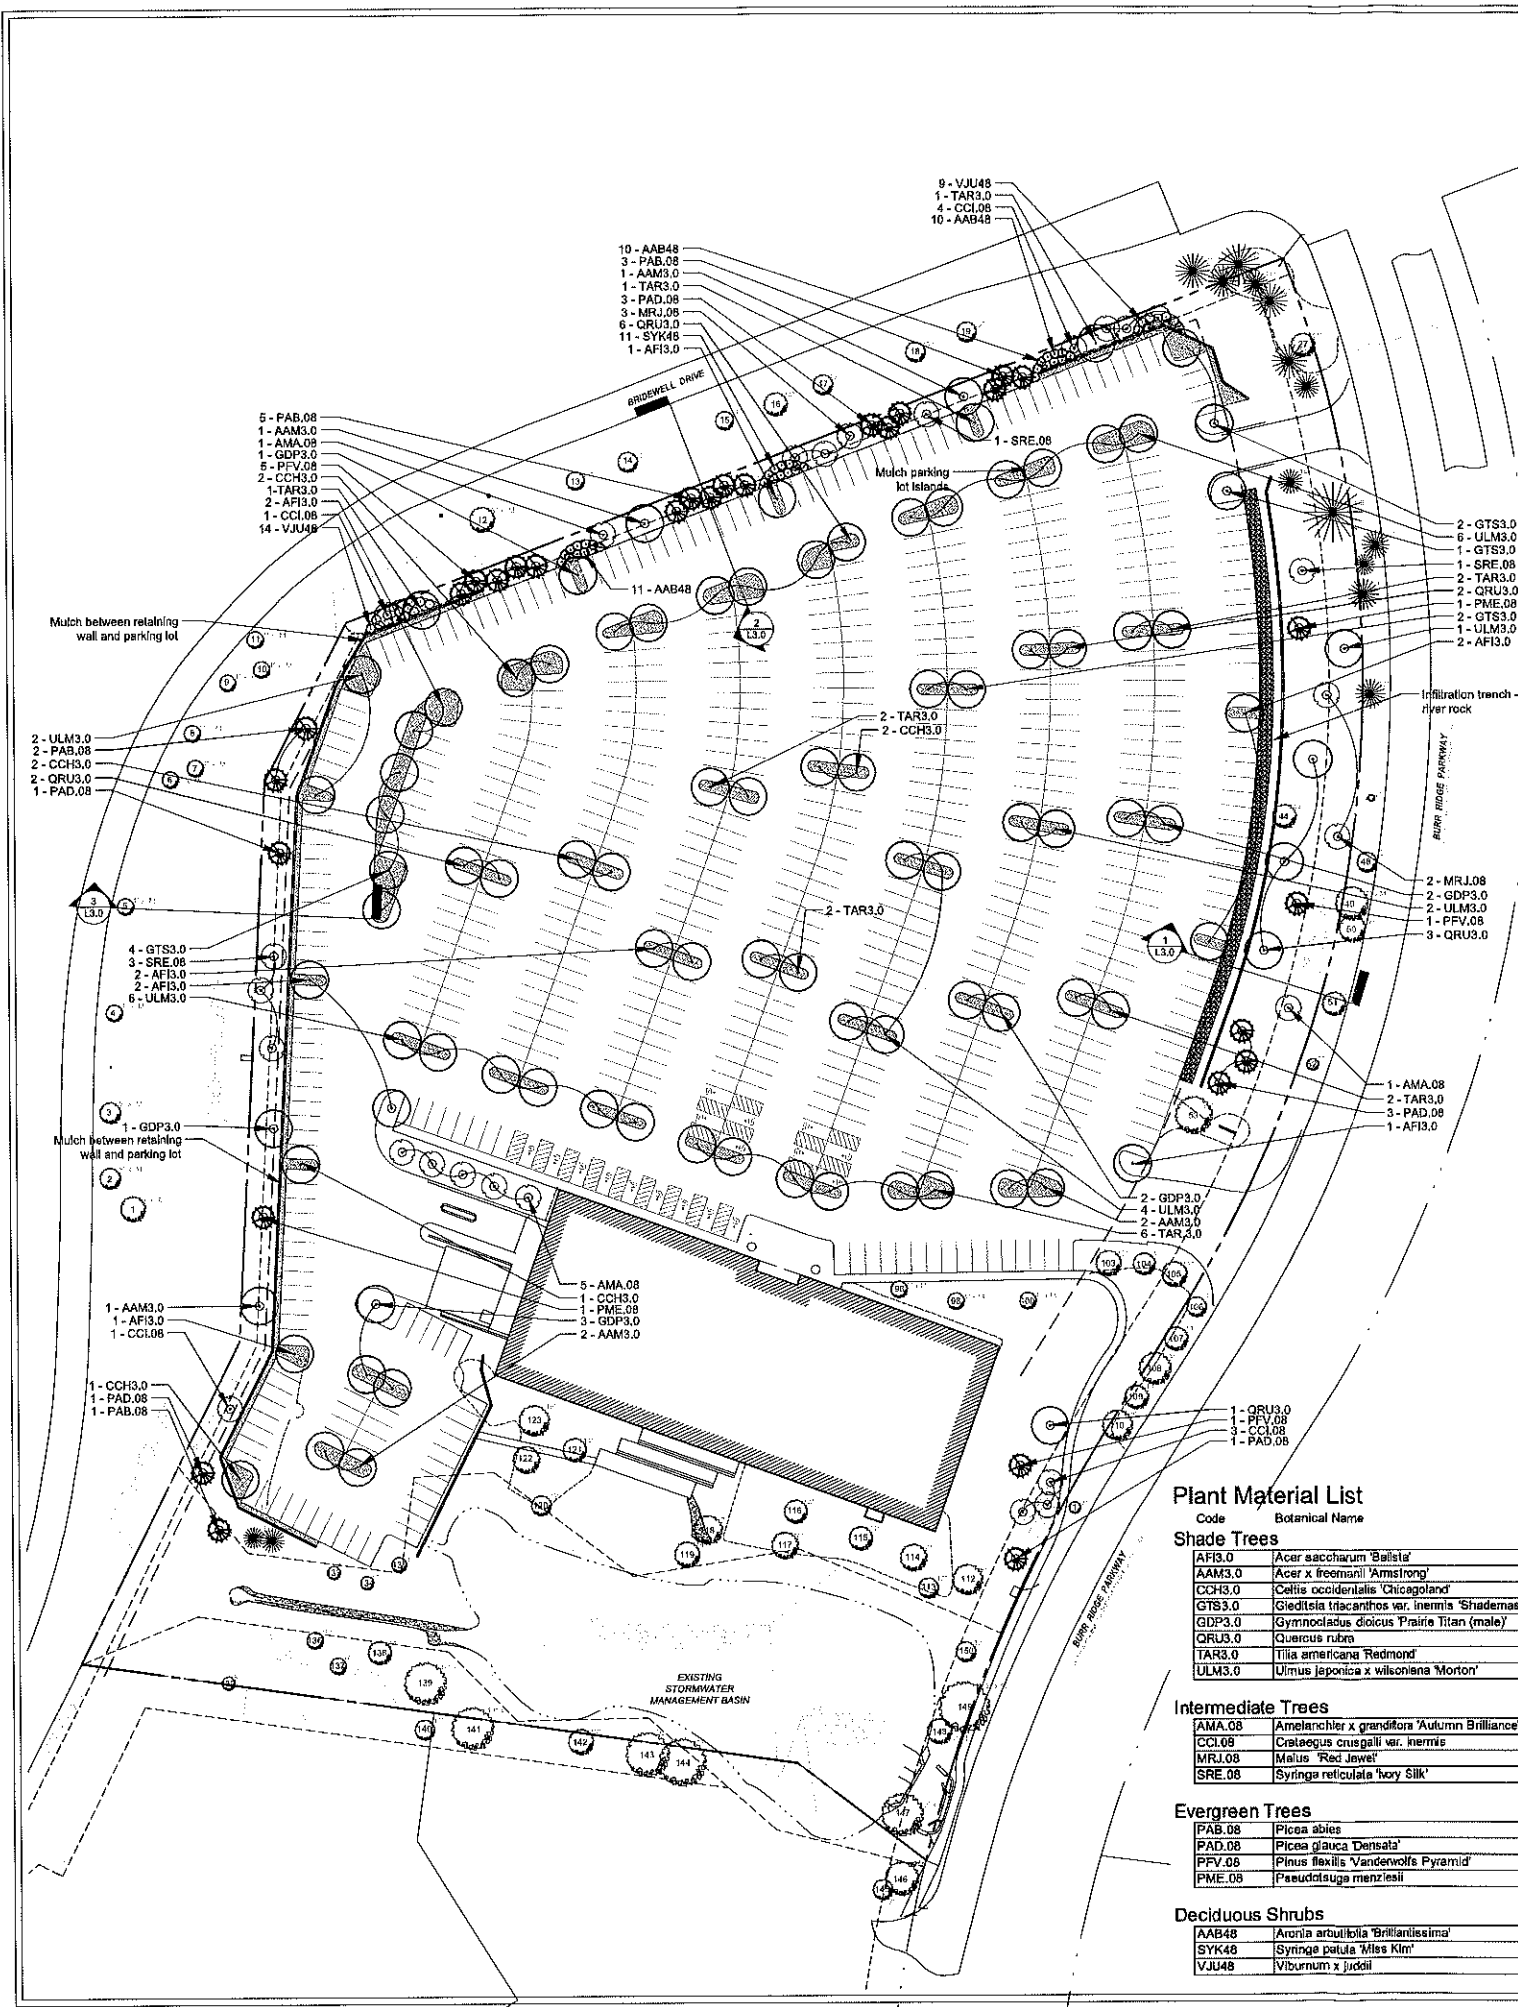 9 - VJU48
1 - TAR3.0
4 - CCI.08
10 - AAB48
10 - AAB48
3 - PAB.08
1 - AAM3.0
1 - TAR3.0
3 - PAD.08
3 - MRJ.08
6 - QRU3.0
11 - SYK48
1 - AFI3.0
BRIDEWELL DRIVE
5 - PAB.08
1 - AAM3.0
1 - AMA.08
1 - GDP3.0
5 - PFV.08
2 - CCH3.0
1-TAR3.0
2 - AFI3.0
1 - CCI.08
14 - VJU48
1 - SRE.08
Mulch parking
lot islands
11 - AAB48
2
L3.0
Mulch between retaining
wall and parking lot
2 - GTS3.0
6 - ULM3.0
1 - GTS3.0
1 - SRE.08
2 - TAR3.0
2 - QRU3.0
1 - PME.08
2 - GTS3.0
1 - ULM3.0
2 - AFI3.0
Infiltration trench -
river rock
BURR RIDGE PARKWAY
2 - ULM3.0
2 - PAB.08
2 - CCH3.0
2 - QRU3.0
1 - PAD.08
2 - TAR3.0
2 - CCH3.0
2 - TAR3.0
3
L3.0
1
L3.0
2 - MRJ.08
2 - GDP3.0
2 - ULM3.0
1 - PFV.08
3 - QRU3.0
4 - GTS3.0
3 - SRE.08
2 - AFI3.0
2 - AFI3.0
6 - ULM3.0
1 - AMA.08
2 - TAR3.0
3 - PAD.08
1 - AFI3.0
1 - GDP3.0
Mulch between retaining
wall and parking lot
2 - GDP3.0
4 - ULM3.0
2 - AAM3.0
6 - TAR3.0
5 - AMA.08
1 - CCH3.0
1 - PME.08
3 - GDP3.0
2 - AAM3.0
1 - AAM3.0
1 - AFI3.0
1 - CCI.08
1 - CCH3.0
1 - PAD.08
1 - PAB.08
1 - QRU3.0
1 - PFV.08
3 - CCI.08
1 - PAD.08
BURR RIDGE PARKWAY
EXISTING
STORMWATER
MANAGEMENT BASIN
Plant Material List
Code Botanical Name
Shade Trees
AFI3.0 Acer saccharum 'Bailsta'
AAM3.0 Acer x freemanii 'Armstrong'
CCH3.0 Celtis occidentalis 'Chicagoland'
GTS3.0 Gleditsia triacanthos var. inermis 'Shademas
GDP3.0 Gymnocladus dioicus 'Prairie Titan (male)'
QRU3.0 Quercus rubra
TAR3.0 Tilia americana 'Redmond'
ULM3.0 Ulmus japonica x wilsoniana 'Morton'
Intermediate Trees
AMA.08 Amelanchier x grandiflora 'Autumn Brilliance'
CCI.08 Crataegus crusgalli var. inermis
MRJ.08 Malus 'Red Jewel'
SRE.08 Syringa reticulata 'Ivory Silk'
Evergreen Trees
PAB.08 Picea abies
PAD.08 Picea glauca 'Densata'
PFV.08 Pinus flexilis 'Vanderwolfs Pyramid'
PME.08 Pseudotsuga menziesii
Deciduous Shrubs
AAB48 Aronia arbutifolia 'Brilliantissima'
SYK48 Syringa patula 'Miss Kim'
VJU48 Viburnum x juddii